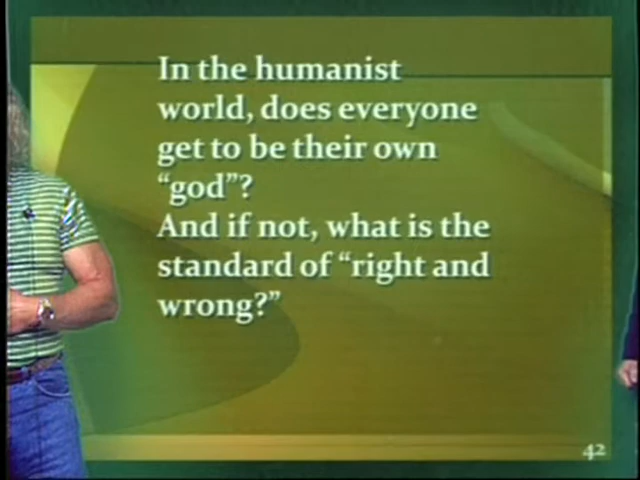 In the humanist
world, does everyone
get to be their own
“god”?
And if not, what is the
standard of “right and
wrong?”
42